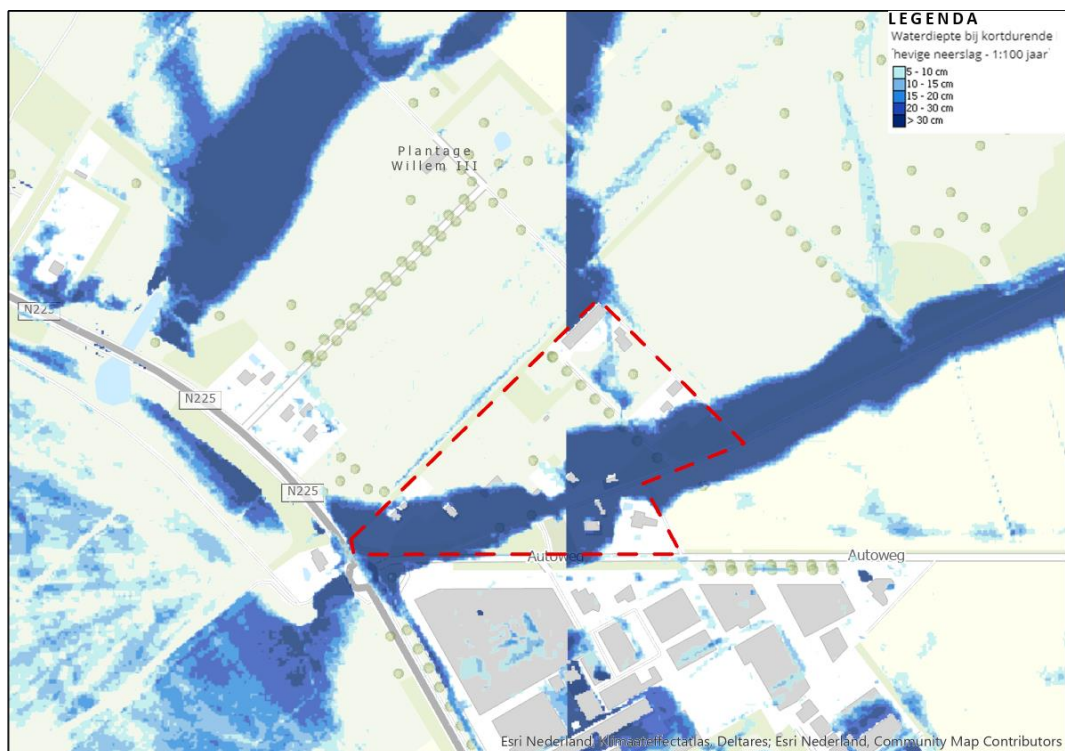 LEGENDA
Waterdiepte bij kortdurende
hevige neerslag - 1:100 jaar
5 - 10 cm
10 - 15 cm
15 - 20 cm
20 - 30 cm
> 30 cm
Plantage
Willem III
N225
N225
N225
Autoweg
Autoweg
Esri Nederland, Klimaateffectatlas, Deltares; Esri Nederland, Community Map Contributors